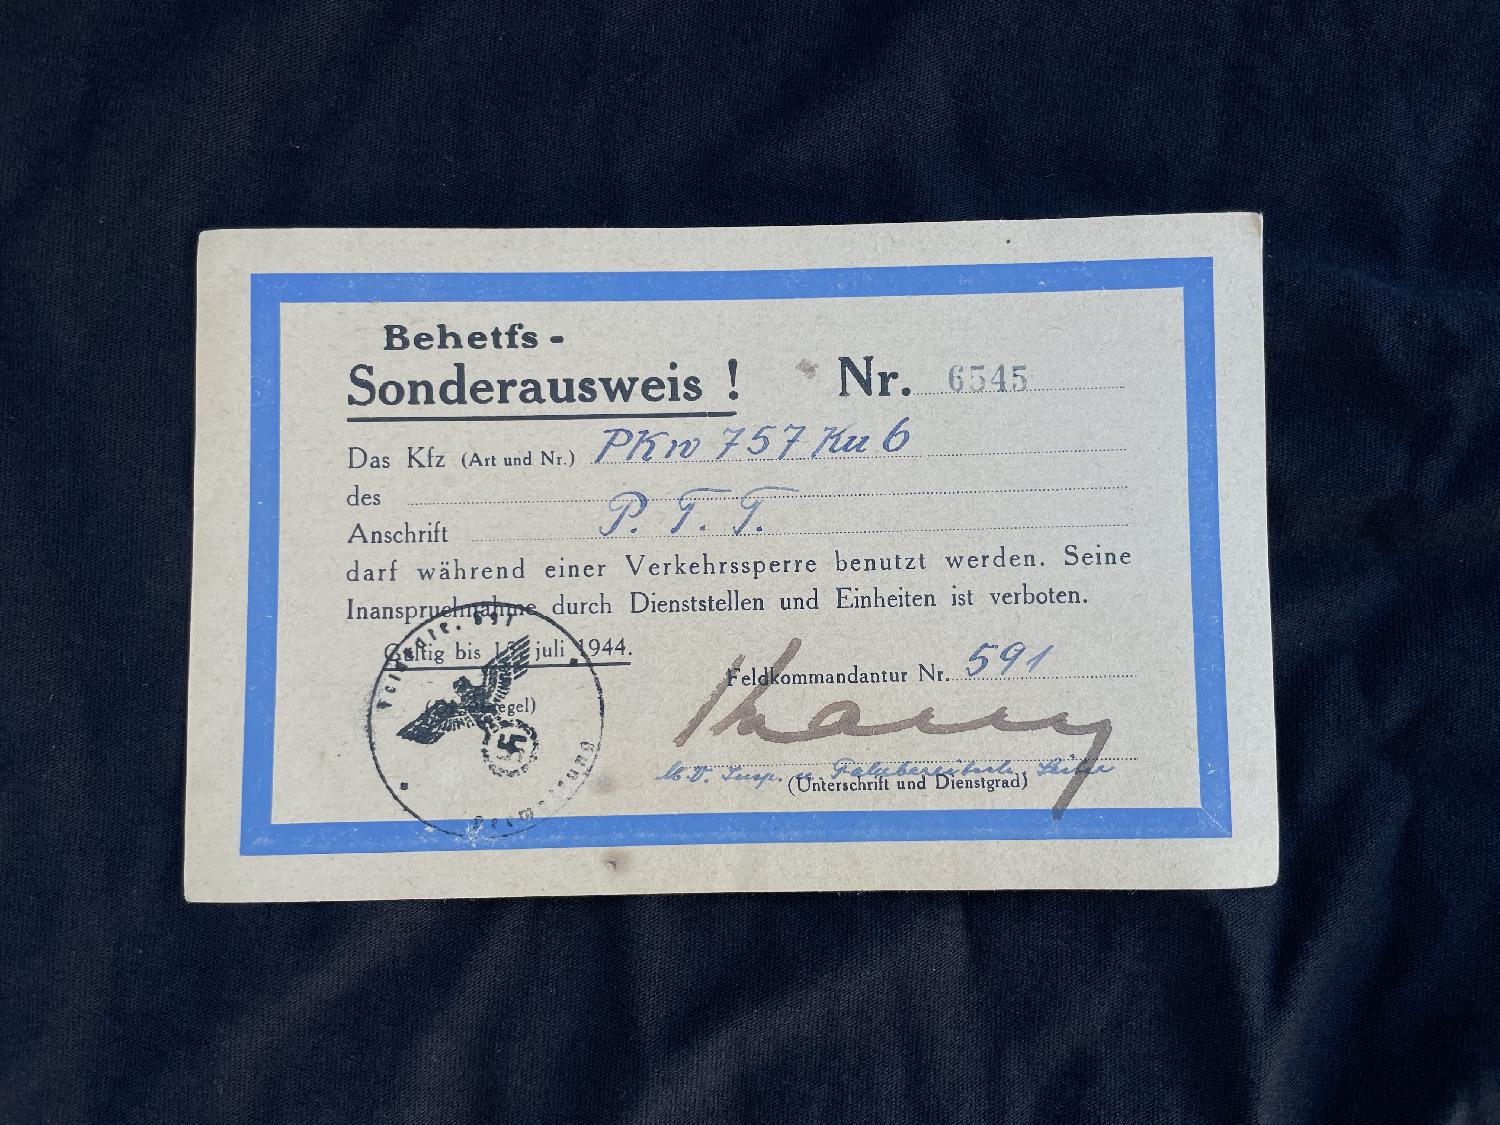 Behetfs -
Sonderausweis ! Nr. 6545
Das Kfz (Art und Nr.) PKw 757 Ku 6
des
Anschrift P. T. T.
darf während einer Verkehrssperre benutzt werden. Seine
Inanspruchnahme durch Dienststellen und Einheiten ist verboten.
Gültig bis 15. juli 1944.
Feldkommandantur Nr. 591
(Dienstsiegel)
(Unterschrift und Dienstgrad)